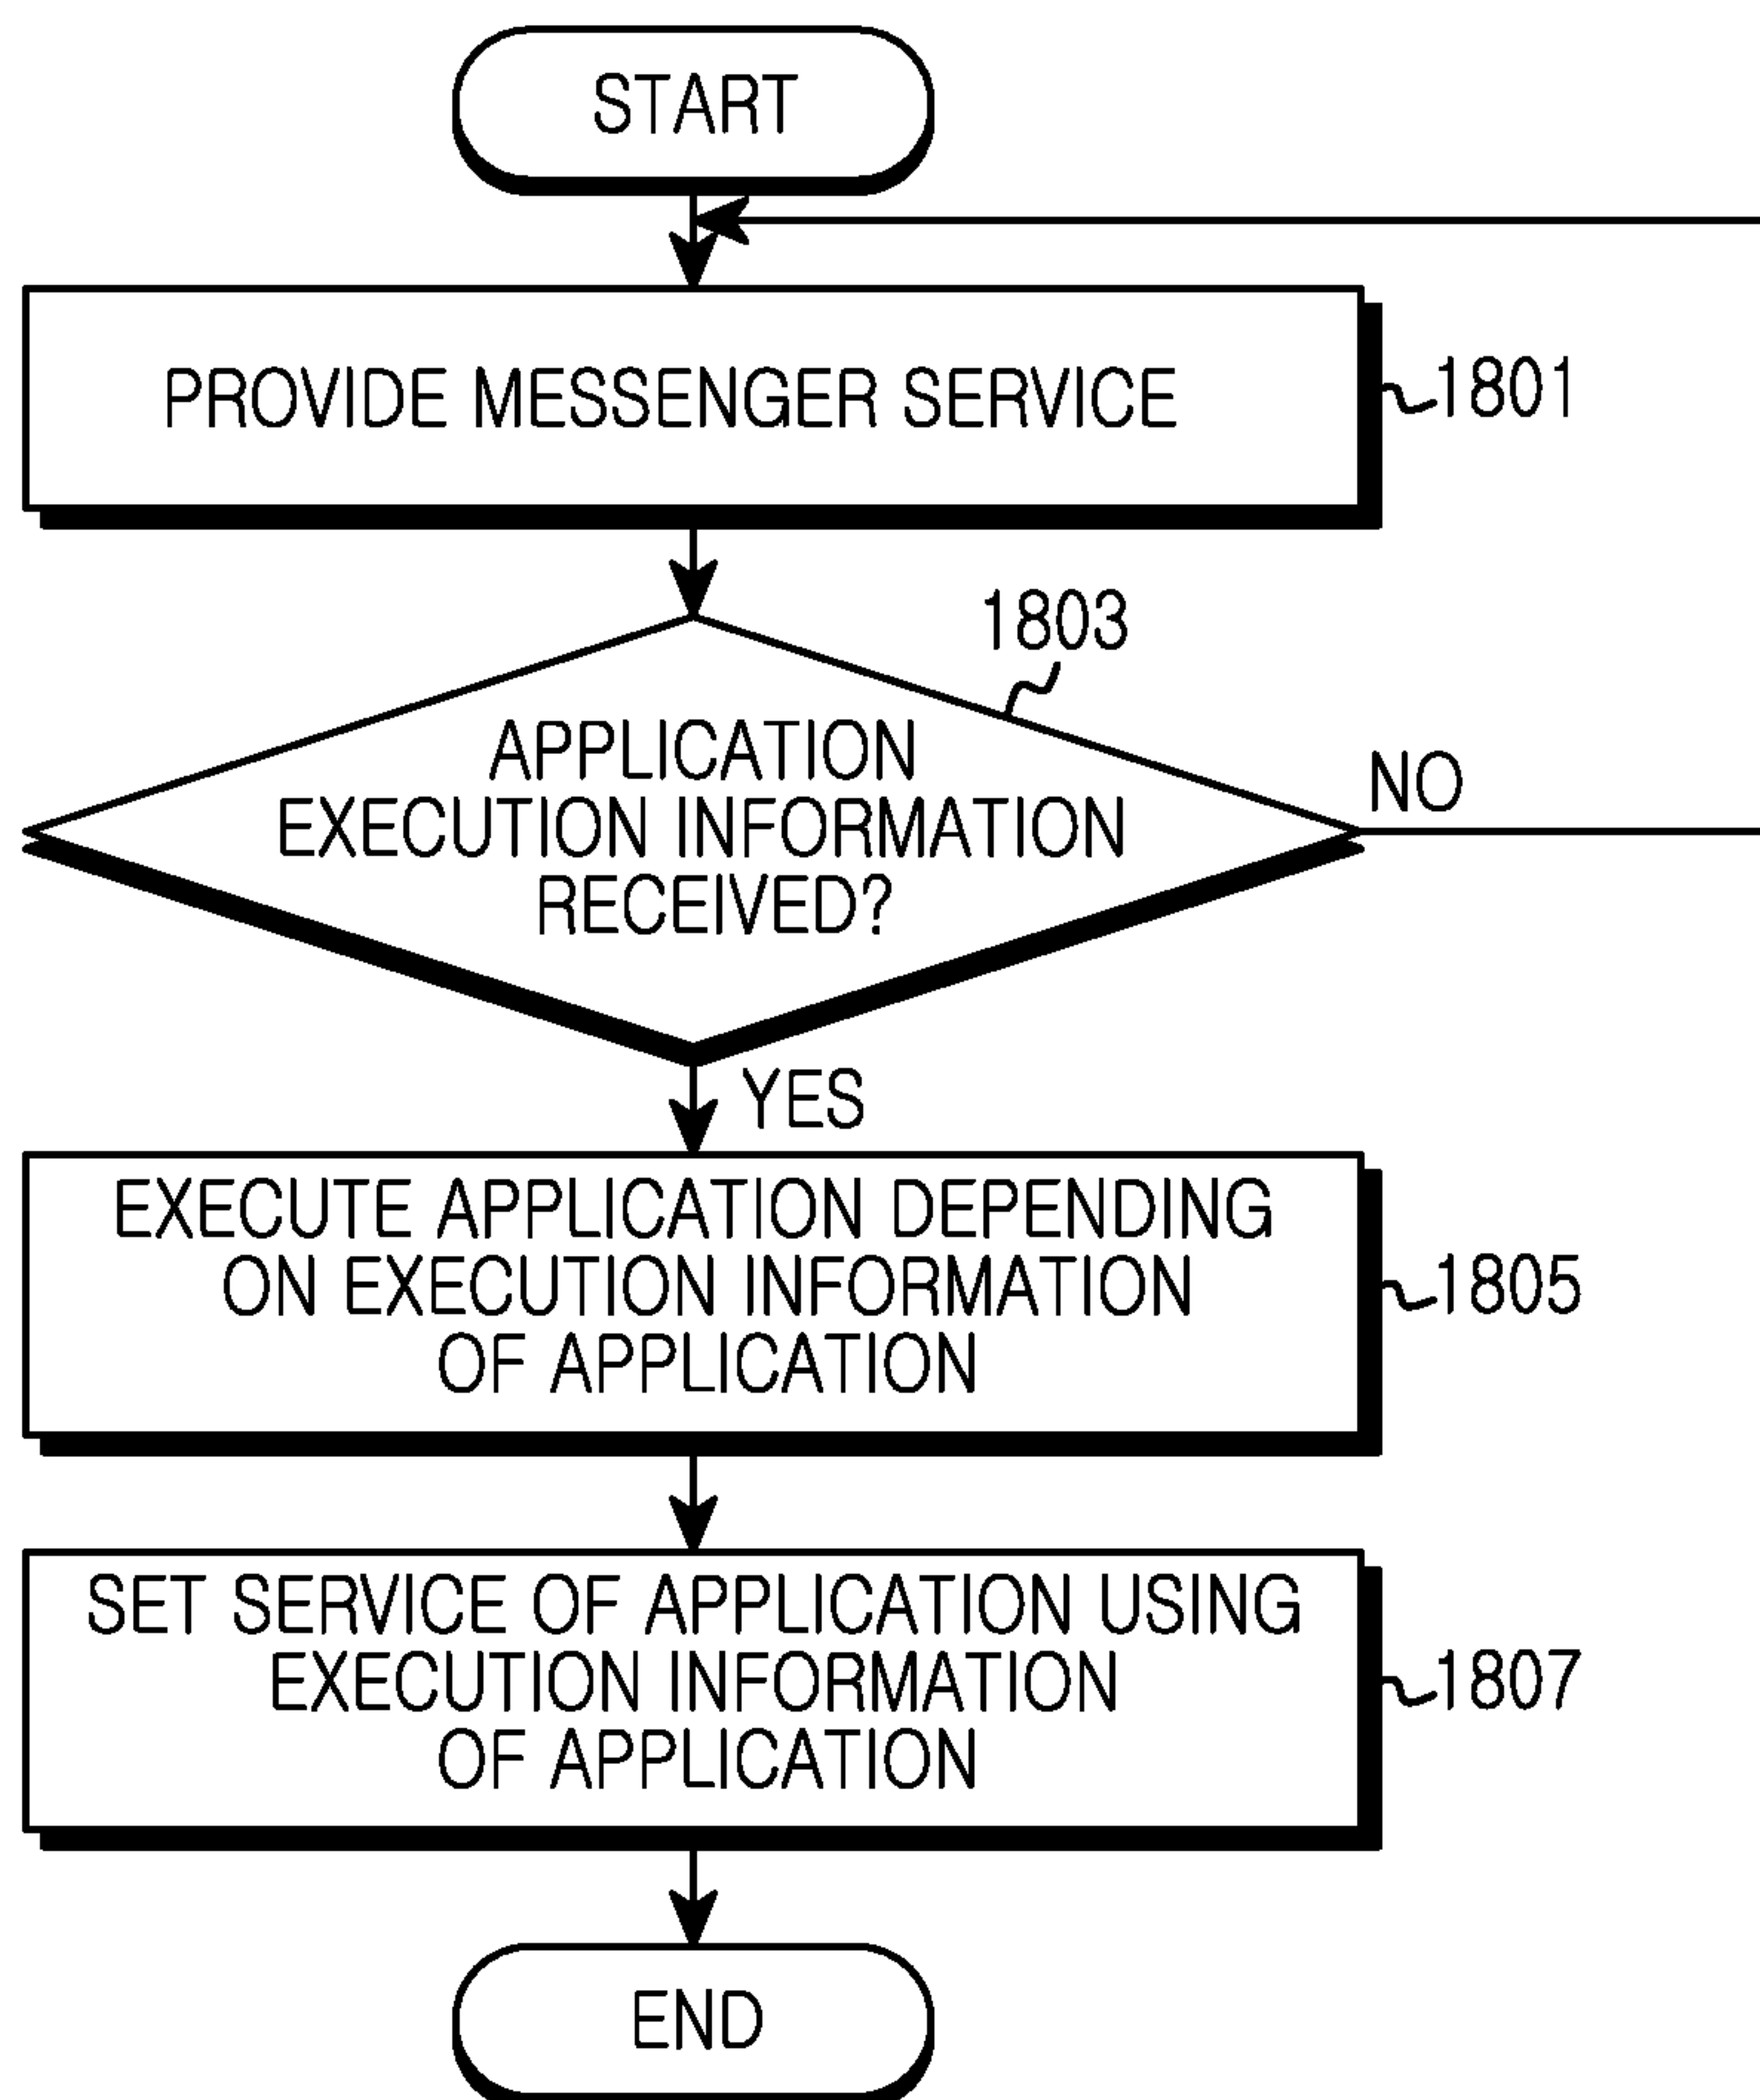 START
PROVIDE MESSENGER SERVICE
1801
1803
APPLICATION
EXECUTION INFORMATION
RECEIVED?
NO
YES
EXECUTE APPLICATION DEPENDING
ON EXECUTION INFORMATION
OF APPLICATION
1805
SET SERVICE OF APPLICATION USING
EXECUTION INFORMATION
OF APPLICATION
1807
END